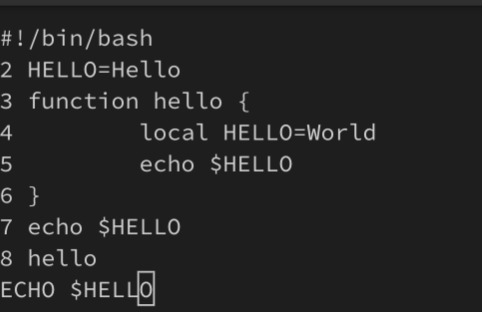 #!/bin/bash
2 HELLO=Hello
3 function hello {
4 local HELLO=World
5 echo $HELLO
6 }
7 echo $HELLO
8 hello
ECHO $HELLO